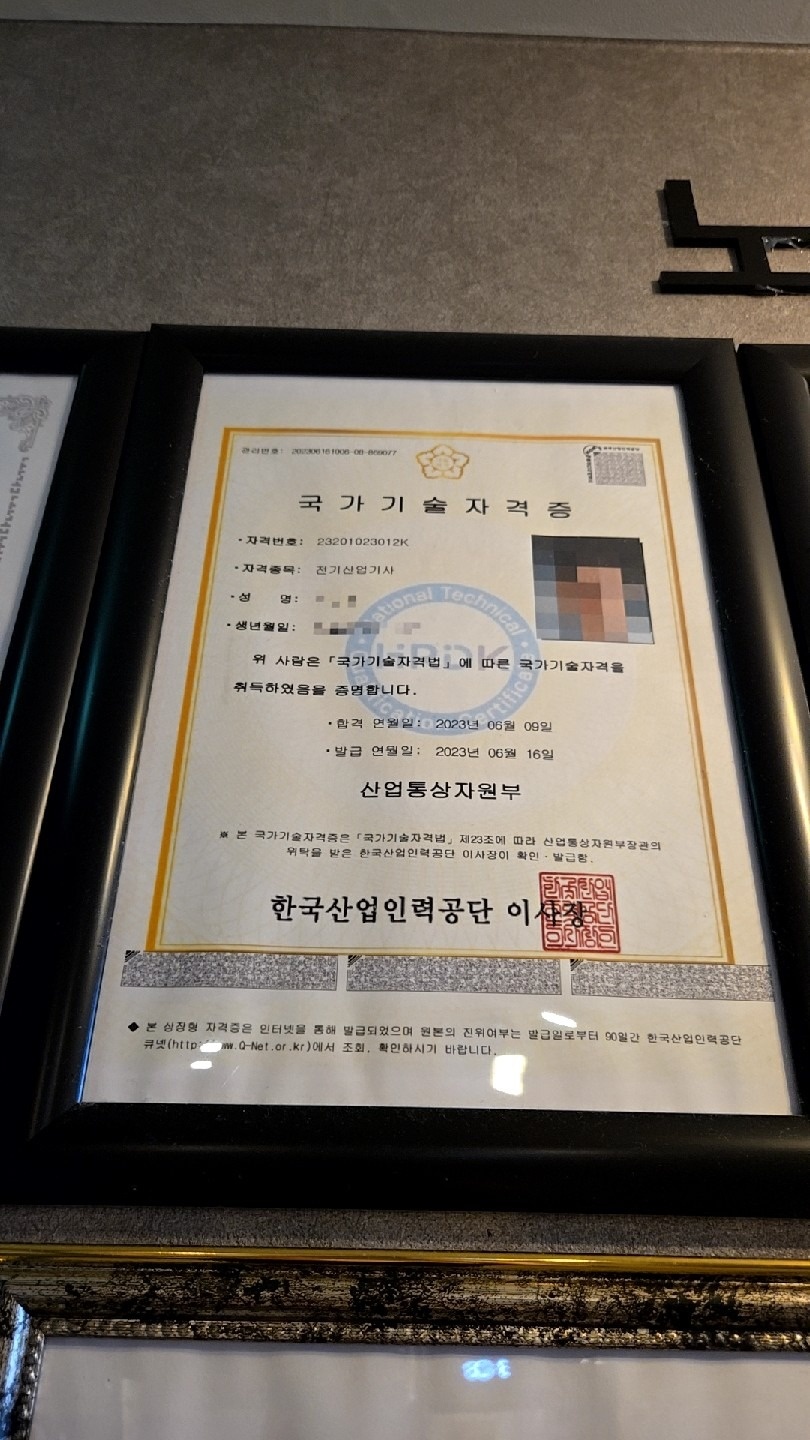 관리번호:
국가기술자격증
·자격번호: 23201023012K
·자격종목: 전기산업기사
·성 명:
·생년월일:
National Technical
HRDK
Qualification Certificate
위 사람은「국가기술자격법」에 따른 국가기술자격을
취득하였음을 증명합니다.
·합격 연월일: 2023년 06월 09일
·발급 연월일: 2023년 06월 16일
산업통상자원부
※ 본 국가기술자격증은「국가기술자격법」제23조에 따라 산업통상자원부장관의
위탁을 받은 한국산업인력공단 이사장이 확인·발급함.
한국산업인력공단 이사장
◆ 본 상장형 자격증은 인터넷을 통해 발급되었으며 원본의 진위여부는 발급일로부터 90일간 한국산업인력공단
큐넷(http://www.Q-Net.or.kr)에서 조회, 확인하시기 바랍니다.